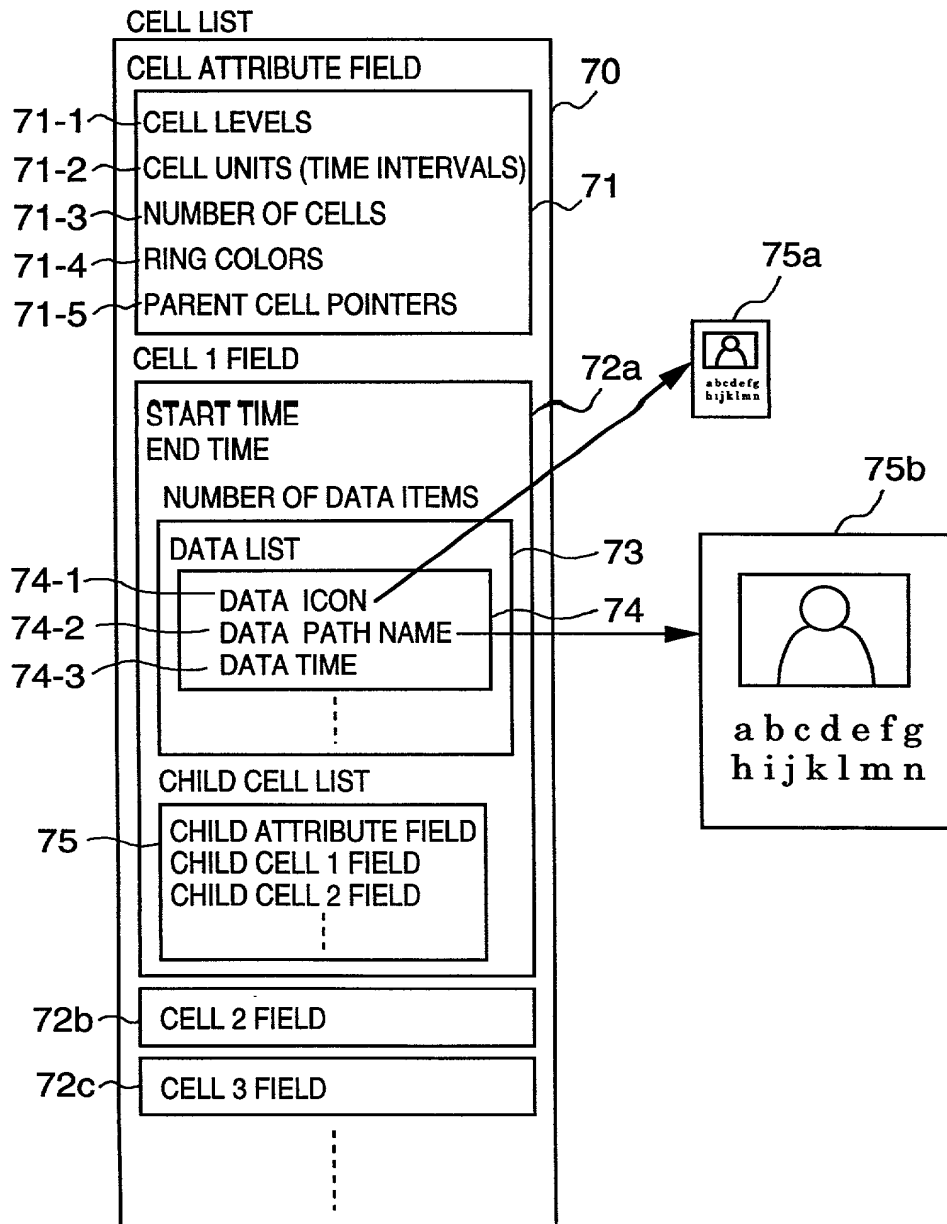 CELL LIST
CELL ATTRIBUTE FIELD
70
71-1 CELL LEVELS
71-2 CELL UNITS (TIME INTERVALS)
71
71-3 NUMBER OF CELLS
71-4 RING COLORS
71-5 PARENT CELL POINTERS
75a
abcdefg
hijklmn
CELL 1 FIELD
72a
START TIME
END TIME
NUMBER OF DATA ITEMS
75b
DATA LIST
73
74-1 DATA ICON
74
74-2 DATA PATH NAME
74-3 DATA TIME
a b c d e f g
h i j k l m n
CHILD CELL LIST
75 CHILD ATTRIBUTE FIELD
CHILD CELL 1 FIELD
CHILD CELL 2 FIELD
72b CELL 2 FIELD
72c CELL 3 FIELD